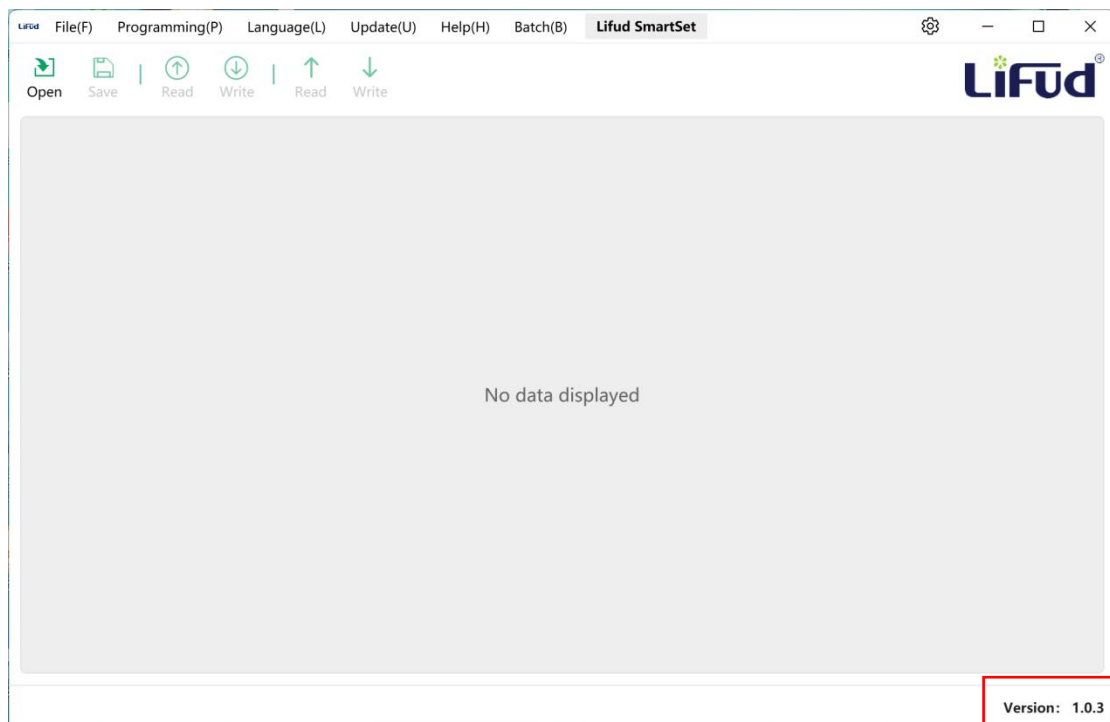 Lifud File(F) Programming(P) Language(L) Update(U) Help(H) Batch(B) Lifud SmartSet
Open Save Read Write Read Write
Lifud®
No data displayed
Version: 1.0.3